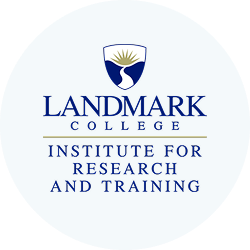 LANDMARK
COLLEGE
INSTITUTE FOR
RESEARCH
AND TRAINING